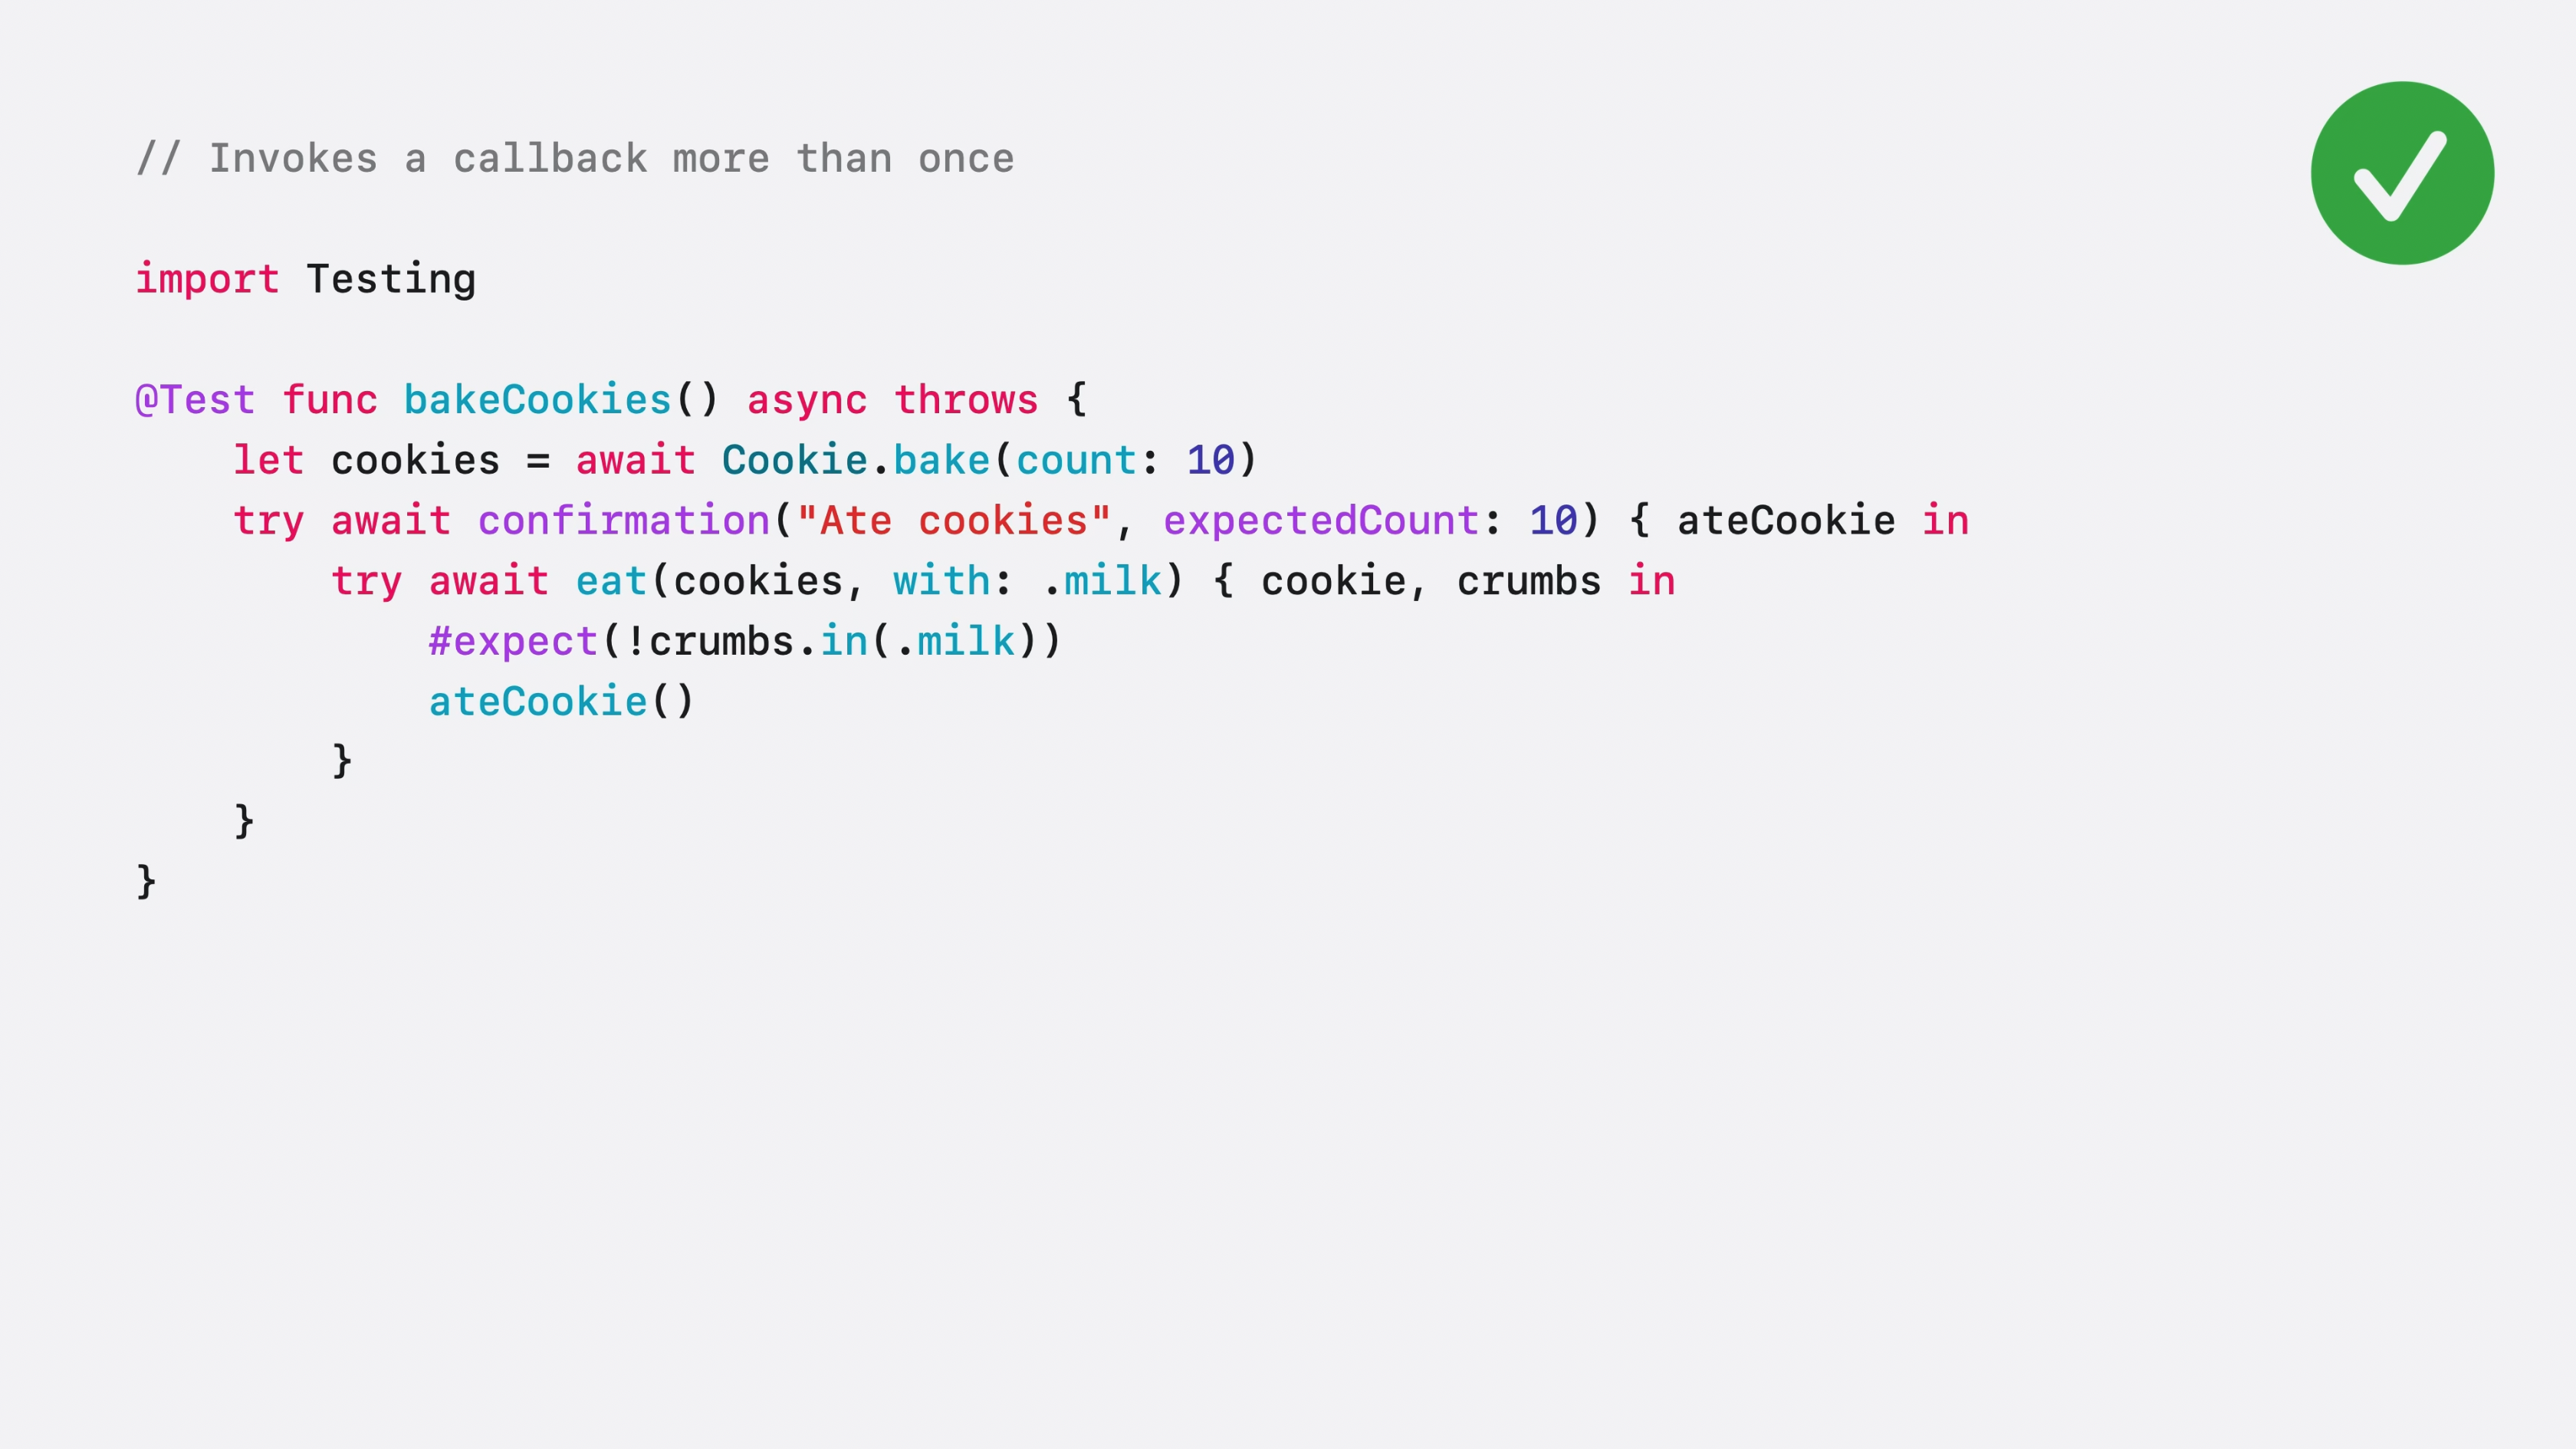 // Invokes a callback more than once
import Testing
@Test func bakeCookies() async throws {
    let cookies = await Cookie.bake(count: 10)
    try await confirmation("Ate cookies", expectedCount: 10) { ateCookie in
        try await eat(cookies, with: .milk) { cookie, crumbs in
            #expect(!crumbs.in(.milk))
            ateCookie()
        }
    }
}